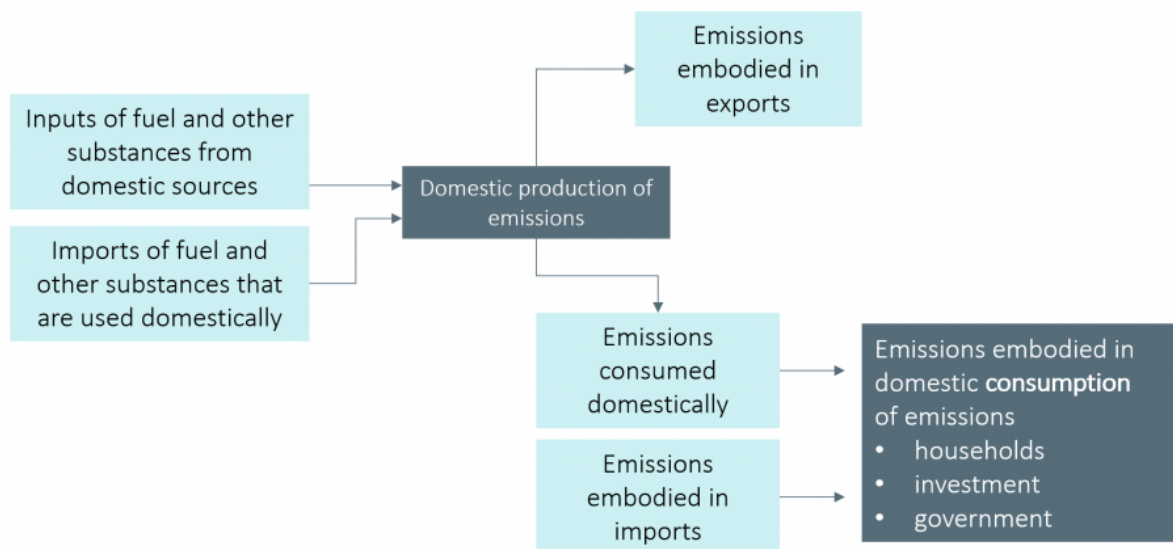 Emissions
embodied in
exports
Inputs of fuel and other
substances from
domestic sources
Domestic production of
emissions
Imports of fuel and
other substances that
are used domestically
Emissions
consumed
domestically
Emissions embodied in
domestic consumption
of emissions
• households
• investment
• government
Emissions
embodied in
imports